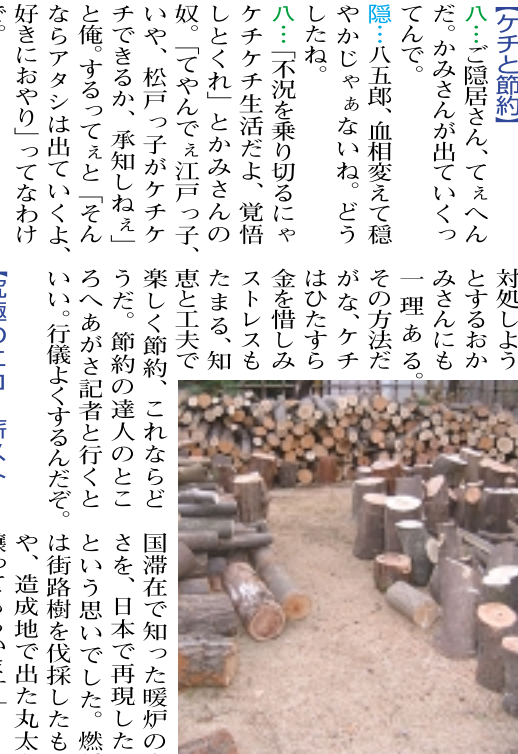 【ケチと節約】
八…ご隠居さん、てぇへん
だ。かみさんが出ていくっ
てんで。
隠…八五郎、血相変えて穏
やかじゃぁないね。どう
したね。
八…「不況を乗り切るにゃ
ケチケチ生活だよ、覚悟
しとくれ」とかみさんの
奴。「てやんでぇ江戸っ子、
いや、松戸っ子がケチケ
チできるか、承知しねぇ」
と俺。するってぇと「そん
ならアタシは出ていくよ、
好きにおやり」ってなわけ
で。
対処しよう
とするおか
みさんにも
一理ある。
その方法だ
がな、ケチ
はひたすら
金を惜しみ
ストレスも
たまる、知
恵と工夫で
楽しく節約、これならど
うだ。節約の達人のとこ
ろへあがさ記者と行くと
いい。行儀よくするんだぞ。
国滞在で知った暖炉の
さを、日本で再現した
という思いでした。燃
は街路樹を伐採したも
や、造成地で出た丸太